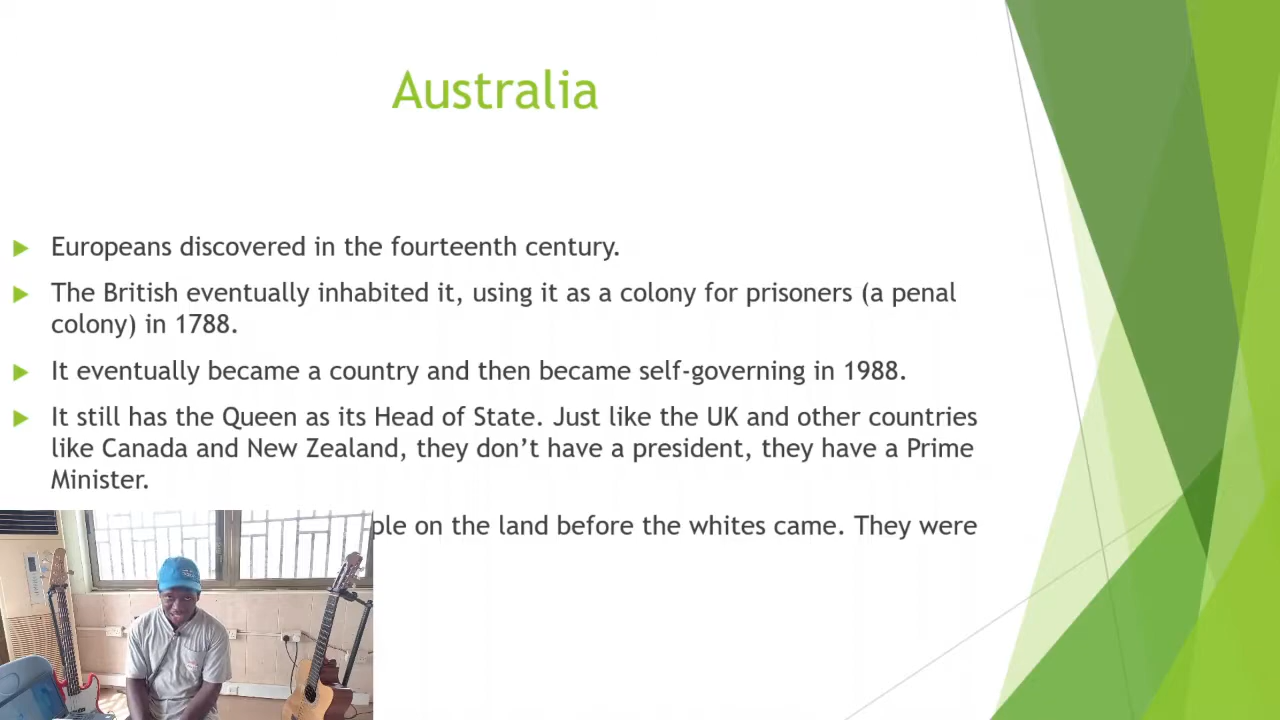 Australia
Europeans discovered in the fourteenth century.
The British eventually inhabited it, using it as a colony for prisoners (a penal
colony) in 1788.
It eventually became a country and then became self-governing in 1988.
It still has the Queen as its Head of State. Just like the UK and other countries
like Canada and New Zealand, they don’t have a president, they have a Prime
Minister.
on the land before the whites came. They were